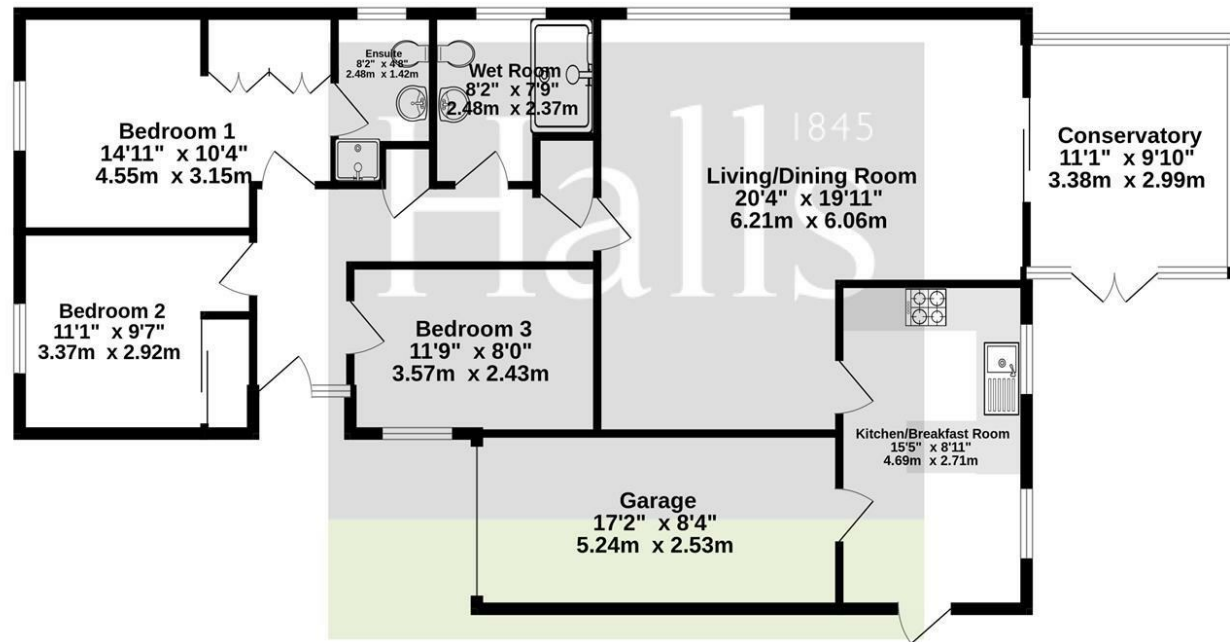 Bedroom 1
14'11" x 10'4"
4.55m x 3.15m
Ensuite
8'2" x 4'8"
2.48m x 1.42m
Wet Room
8'2" x 7'9"
2.48m x 2.37m
Halls
1845
Living/Dining Room
20'4" x 19'11"
6.21m x 6.06m
Conservatory
11'1" x 9'10"
3.38m x 2.99m
Bedroom 2
11'1" x 9'7"
3.37m x 2.92m
Bedroom 3
11'9" x 8'0"
3.57m x 2.43m
Kitchen/Breakfast Room
15'5" x 8'11"
4.69m x 2.71m
Garage
17'2" x 8'4"
5.24m x 2.53m